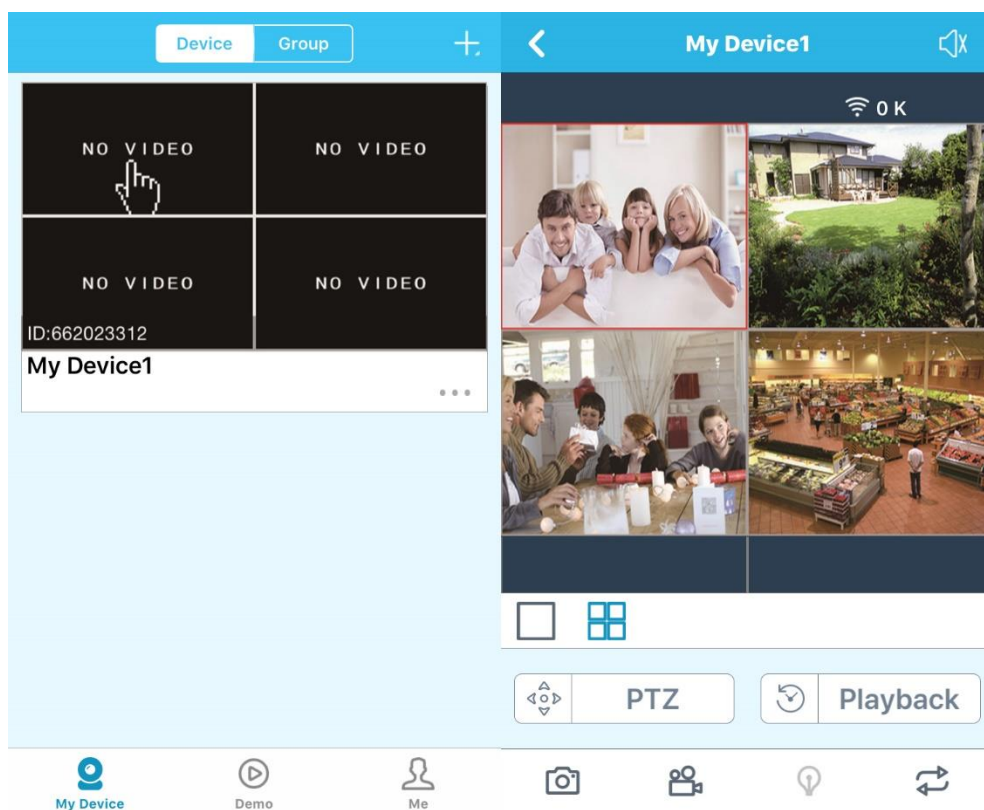 Device Group
NO VIDEO NO VIDEO
NO VIDEO NO VIDEO
ID:662023312
My Device1
My Device
Demo
Me
My Device1
0 K
PTZ
Playback